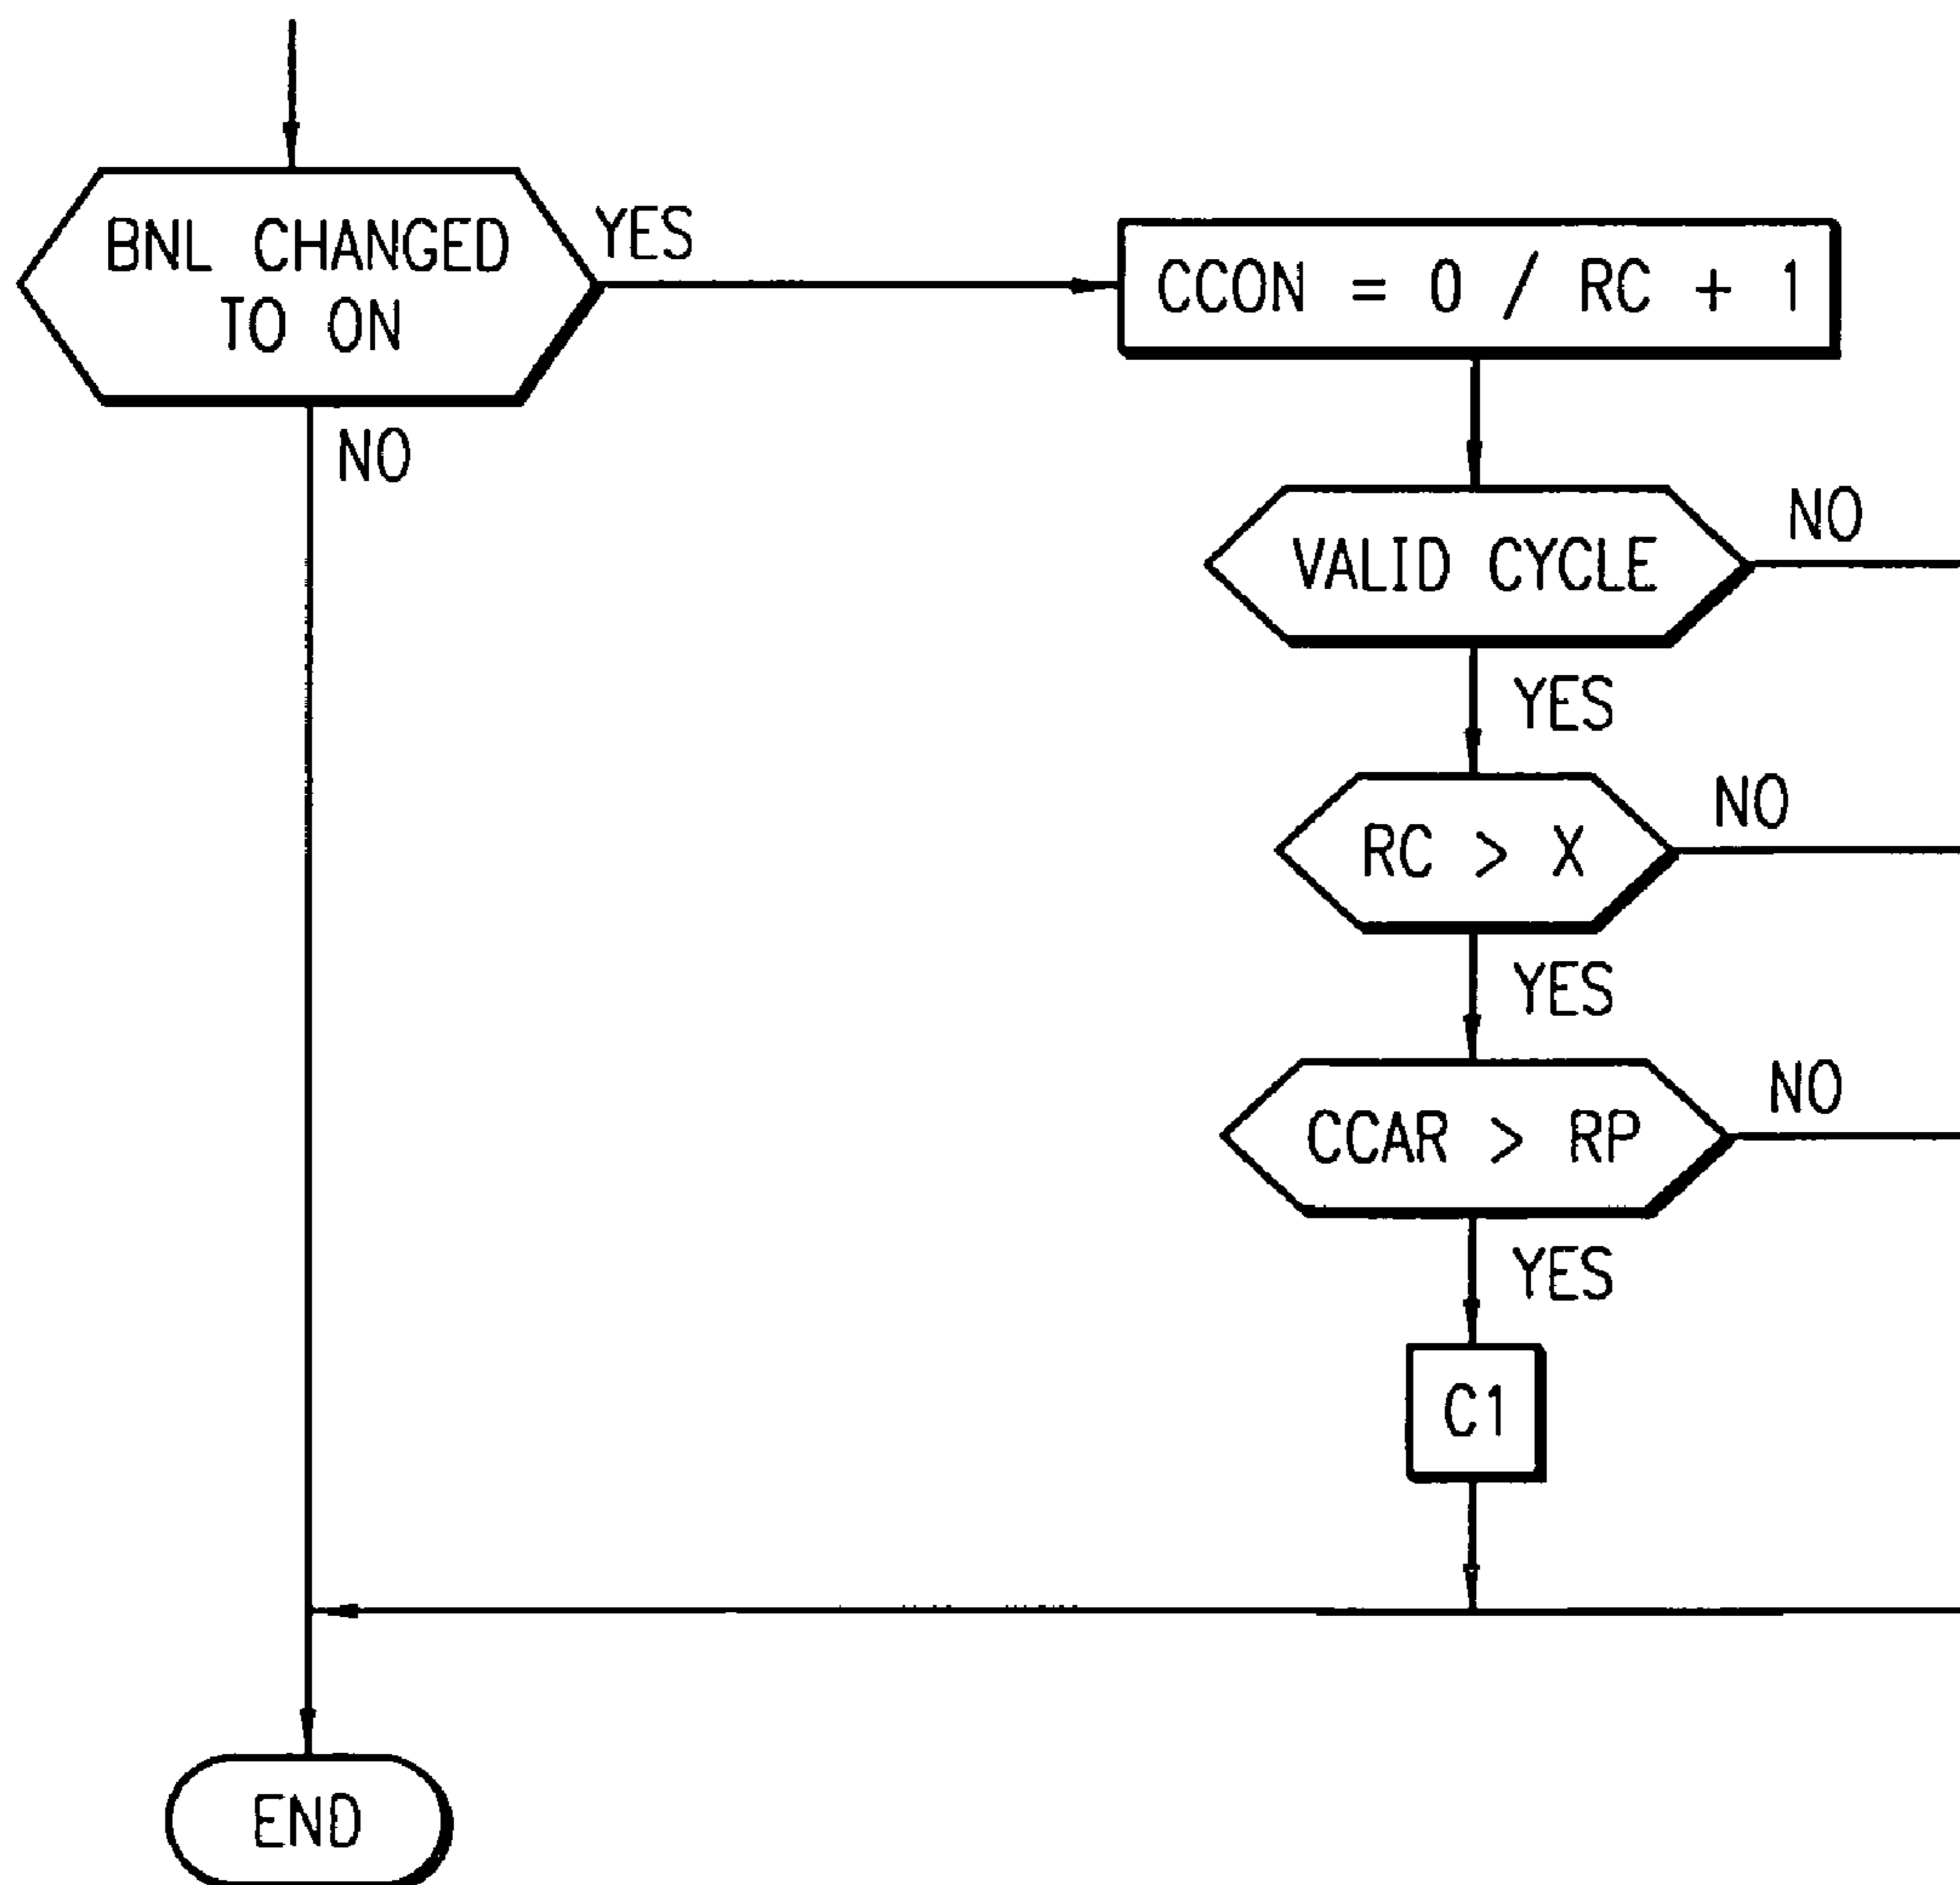 BNL CHANGED
TO ON
YES
NO
CCON = 0 / RC + 1
VALID CYCLE
NO
YES
RC > X
NO
YES
CCAR > RP
NO
YES
C1
END